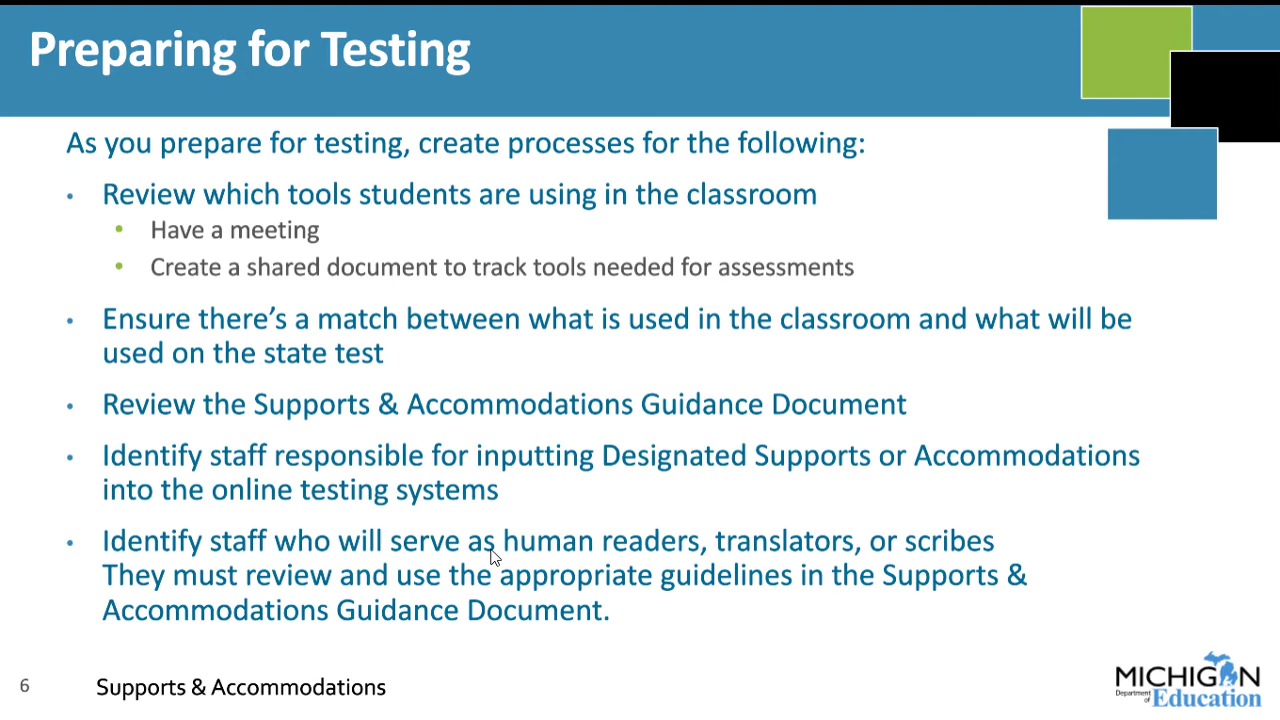 Preparing for Testing
As you prepare for testing, create processes for the following:
• Review which tools students are using in the classroom
• Have a meeting
• Create a shared document to track tools needed for assessments
• Ensure there's a match between what is used in the classroom and what will be
used on the state test
• Review the Supports & Accommodations Guidance Document
• Identify staff responsible for inputting Designated Supports or Accommodations
into the online testing systems
• Identify staff who will serve as human readers, translators, or scribes
They must review and use the appropriate guidelines in the Supports &
Accommodations Guidance Document.
6 Supports & Accommodations
MICHIGAN
Department of Education